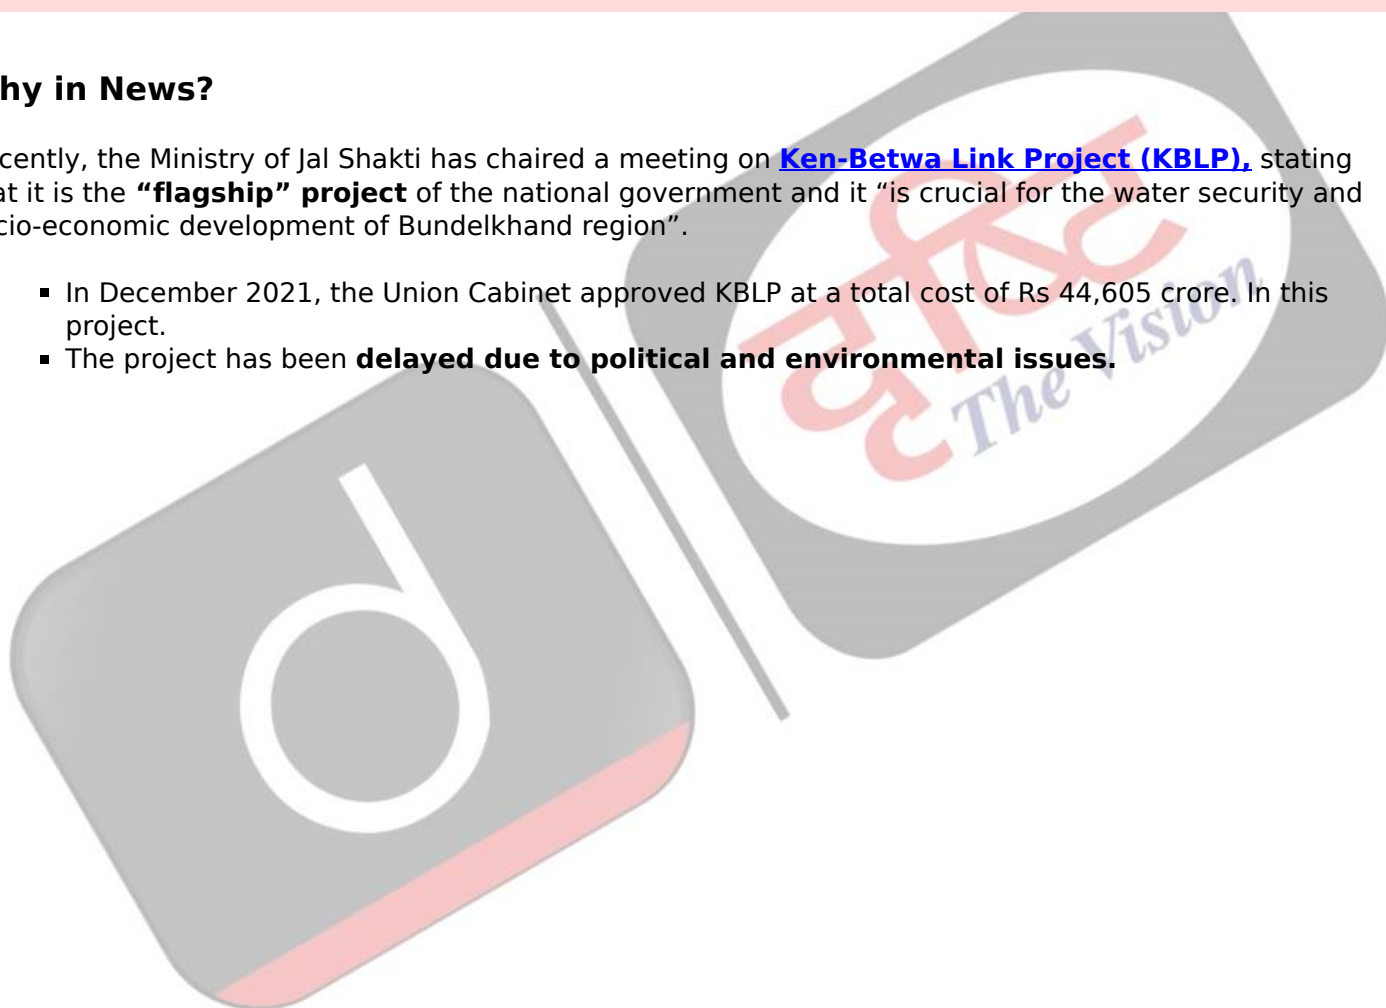 hy in News?
cently, the Ministry of Jal Shakti has chaired a meeting on Ken-Betwa Link Project (KBLP), stating
at it is the “flagship” project of the national government and it “is crucial for the water security and
cio-economic development of Bundelkhand region”.
▪ In December 2021, the Union Cabinet approved KBLP at a total cost of Rs 44,605 crore. In this
project.
▪ The project has been delayed due to political and environmental issues.
दृष्टि
The Vision
d